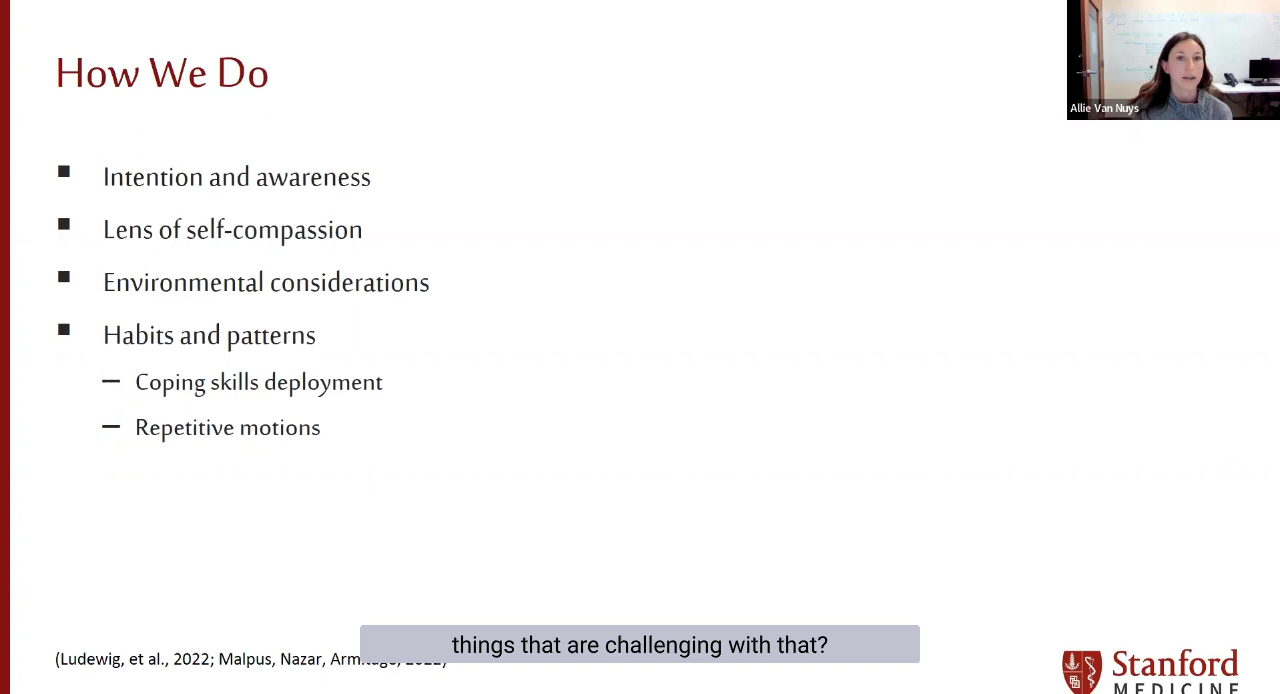 How We Do
Allie Van Nuys
Intention and awareness
Lens of self-compassion
Environmental considerations
Habits and patterns
Coping skills deployment
Repetitive motions
things that are challenging with that?
(Ludewig, et al., 2022; Malpus, Nazar,
Stanford
MEDICINE